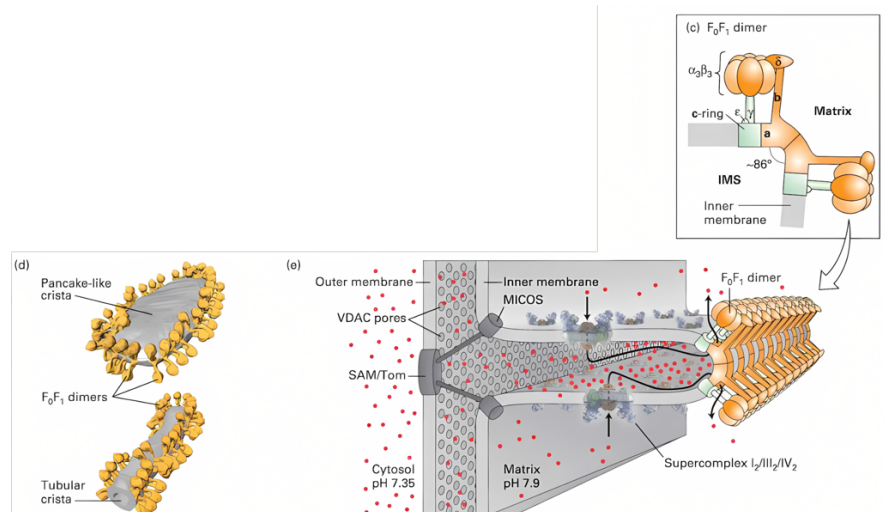 (c) F₀F₁ dimer
α₃β₃
δ
b
Matrix
ε
γ
c-ring
a
~86°
IMS
Inner
membrane
(d)
Pancake-like
crista
F₀F₁ dimers
Tubular
crista
(e)
Outer membrane
Inner membrane
MICOS
VDAC pores
SAM/Tom
F₀F₁ dimer
Cytosol
pH 7.35
Matrix
pH 7.9
Supercomplex I₂/III₂/IV₂